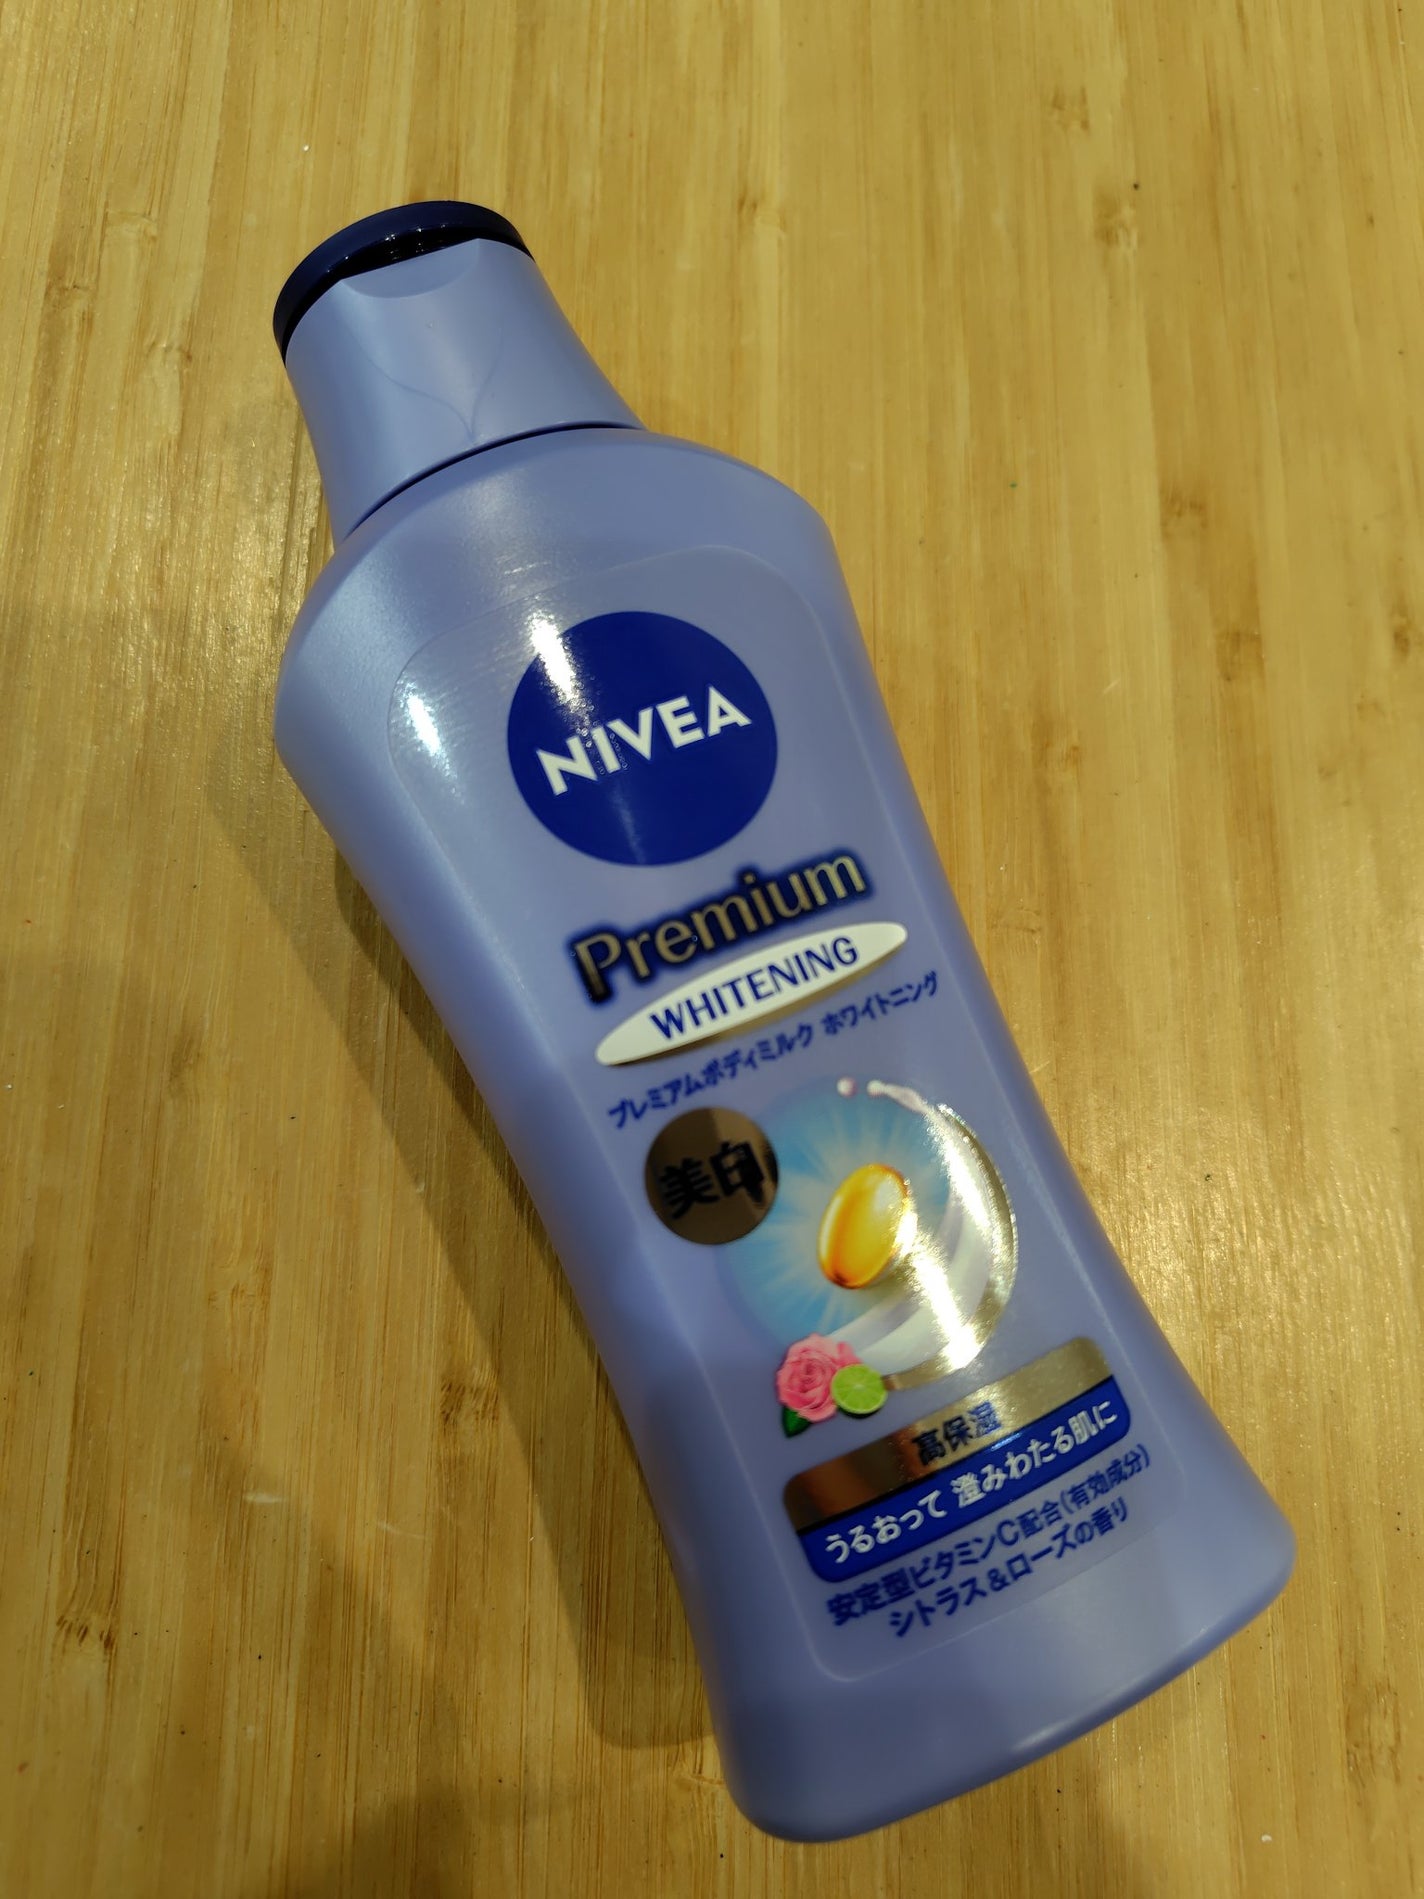 NIVEA
Premium
WHITENING
プレミアムボディミルク ホワイトニング
美白
高保湿
うるおって 澄みわたる肌に
安定型ビタミンC配合(有効成分)
シトラス&ローズの香り